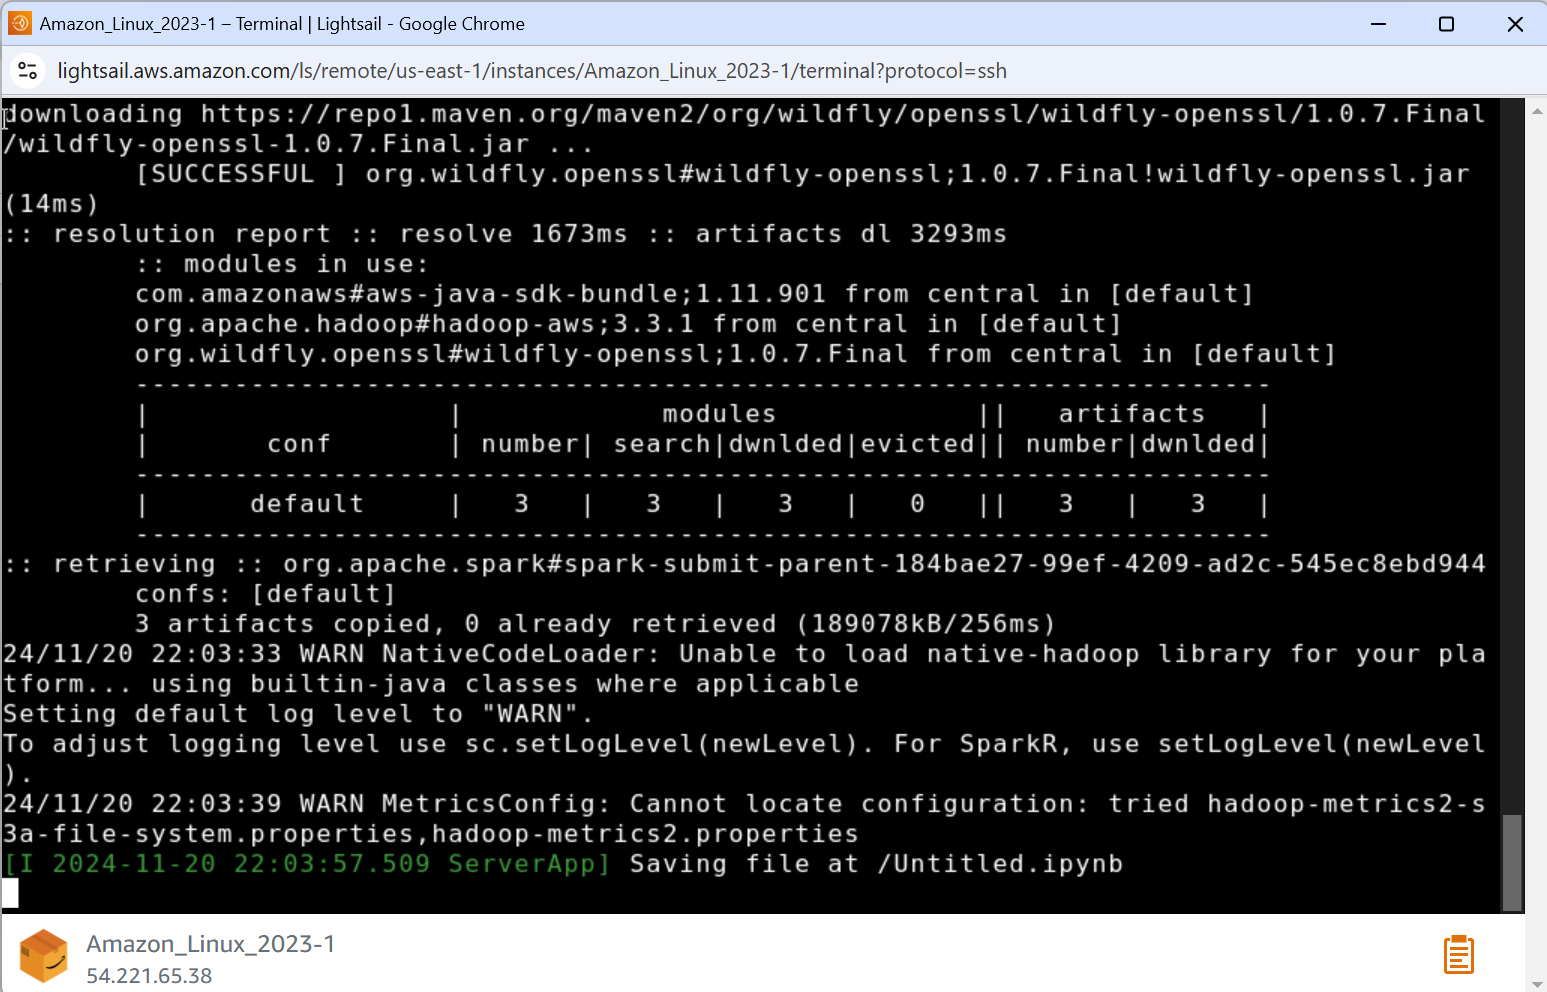 Amazon_Linux_2023-1 – Terminal | Lightsail - Google Chrome
lightsail.aws.amazon.com/ls/remote/us-east-1/instances/Amazon_Linux_2023-1/terminal?protocol=ssh
downloading https://repo1.maven.org/maven2/org/wildfly/openssl/wildfly-openssl/1.0.7.Final
/wildfly-openssl-1.0.7.Final.jar ...
[SUCCESSFUL ] org.wildfly.openssl#wildfly-openssl;1.0.7.Final!wildfly-openssl.jar
(14ms)
:: resolution report :: resolve 1673ms :: artifacts dl 3293ms
:: modules in use:
com.amazonaws#aws-java-sdk-bundle;1.11.901 from central in [default]
org.apache.hadoop#hadoop-aws;3.3.1 from central in [default]
org.wildfly.openssl#wildfly-openssl;1.0.7.Final from central in [default]
---------------------------------------------------------------------
|                  |            modules            ||   artifacts   |
|       conf       | number| search|dwnlded|evicted|| number|dwnlded|
---------------------------------------------------------------------
|      default     |   3   |   3   |   3   |   0   ||   3   |   3   |
---------------------------------------------------------------------
:: retrieving :: org.apache.spark#spark-submit-parent-184bae27-99ef-4209-ad2c-545ec8ebd944
confs: [default]
3 artifacts copied, 0 already retrieved (189078kB/256ms)
24/11/20 22:03:33 WARN NativeCodeLoader: Unable to load native-hadoop library for your pla
tform... using builtin-java classes where applicable
Setting default log level to "WARN".
To adjust logging level use sc.setLogLevel(newLevel). For SparkR, use setLogLevel(newLevel
).
24/11/20 22:03:39 WARN MetricsConfig: Cannot locate configuration: tried hadoop-metrics2-s
3a-file-system.properties,hadoop-metrics2.properties
[I 2024-11-20 22:03:57.509 ServerApp] Saving file at /Untitled.ipynb
Amazon_Linux_2023-1
54.221.65.38